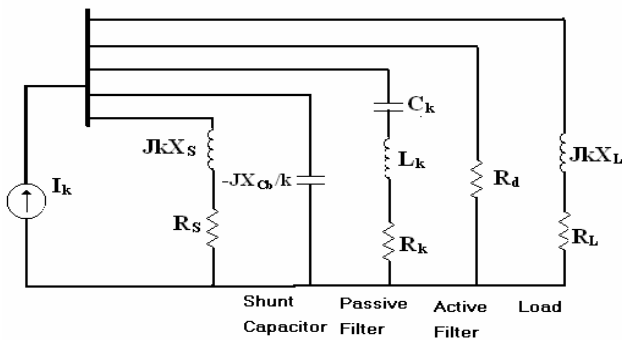 C_k
JkX_S
-JX_Cb/k
L_k
JkX_L
I_k
R_d
R_S
R_k
R_L
Shunt Capacitor
Passive Filter
Active Filter
Load